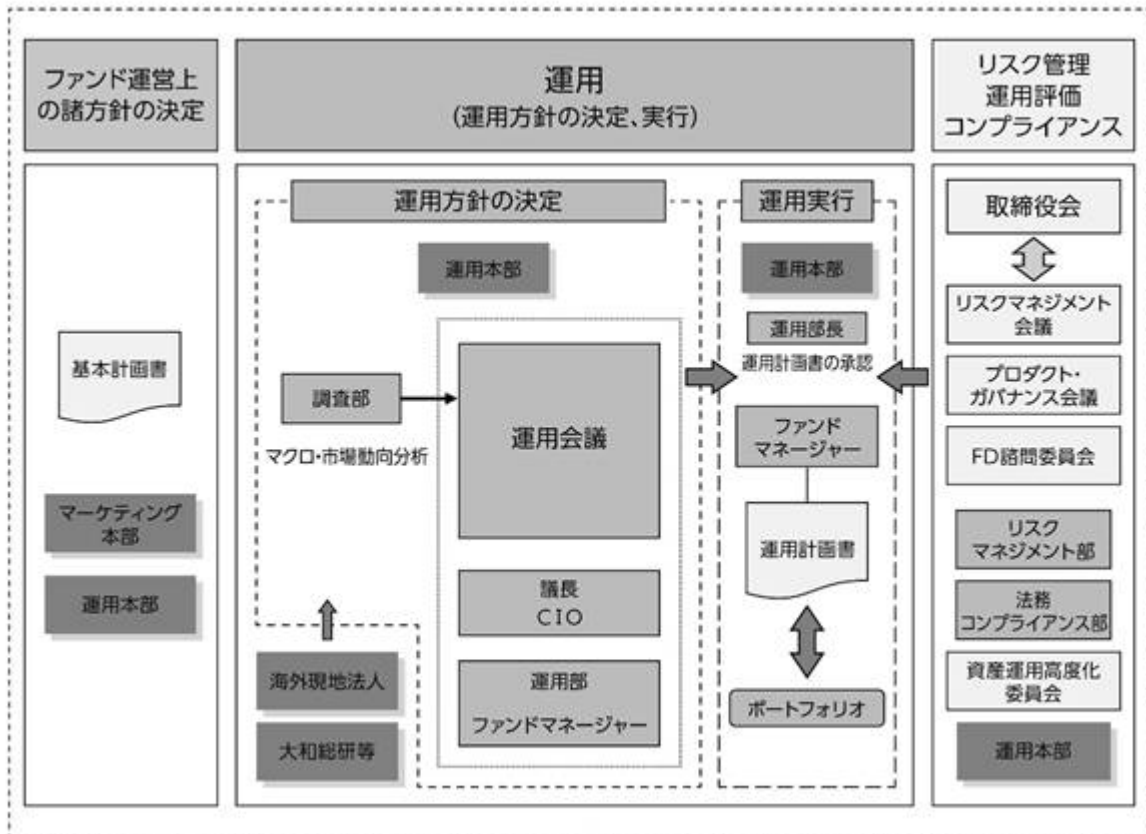 ファンド運営上
の諸方針の決定
運用
(運用方針の決定、実行)
リスク管理
運用評価
コンプライアンス
基本計画書
マーケティング
本部
運用本部
運用方針の決定
運用本部
調査部
マクロ・市場動向分析
運用会議
議長
CIO
運用部
ファンドマネージャー
海外現地法人
大和総研等
運用実行
運用本部
運用部長
運用計画書の承認
ファンド
マネージャー
運用計画書
ポートフォリオ
取締役会
リスクマネジメント
会議
プロダクト・
ガバナンス会議
FD諮問委員会
リスク
マネジメント部
法務
コンプライアンス部
資産運用高度化
委員会
運用本部